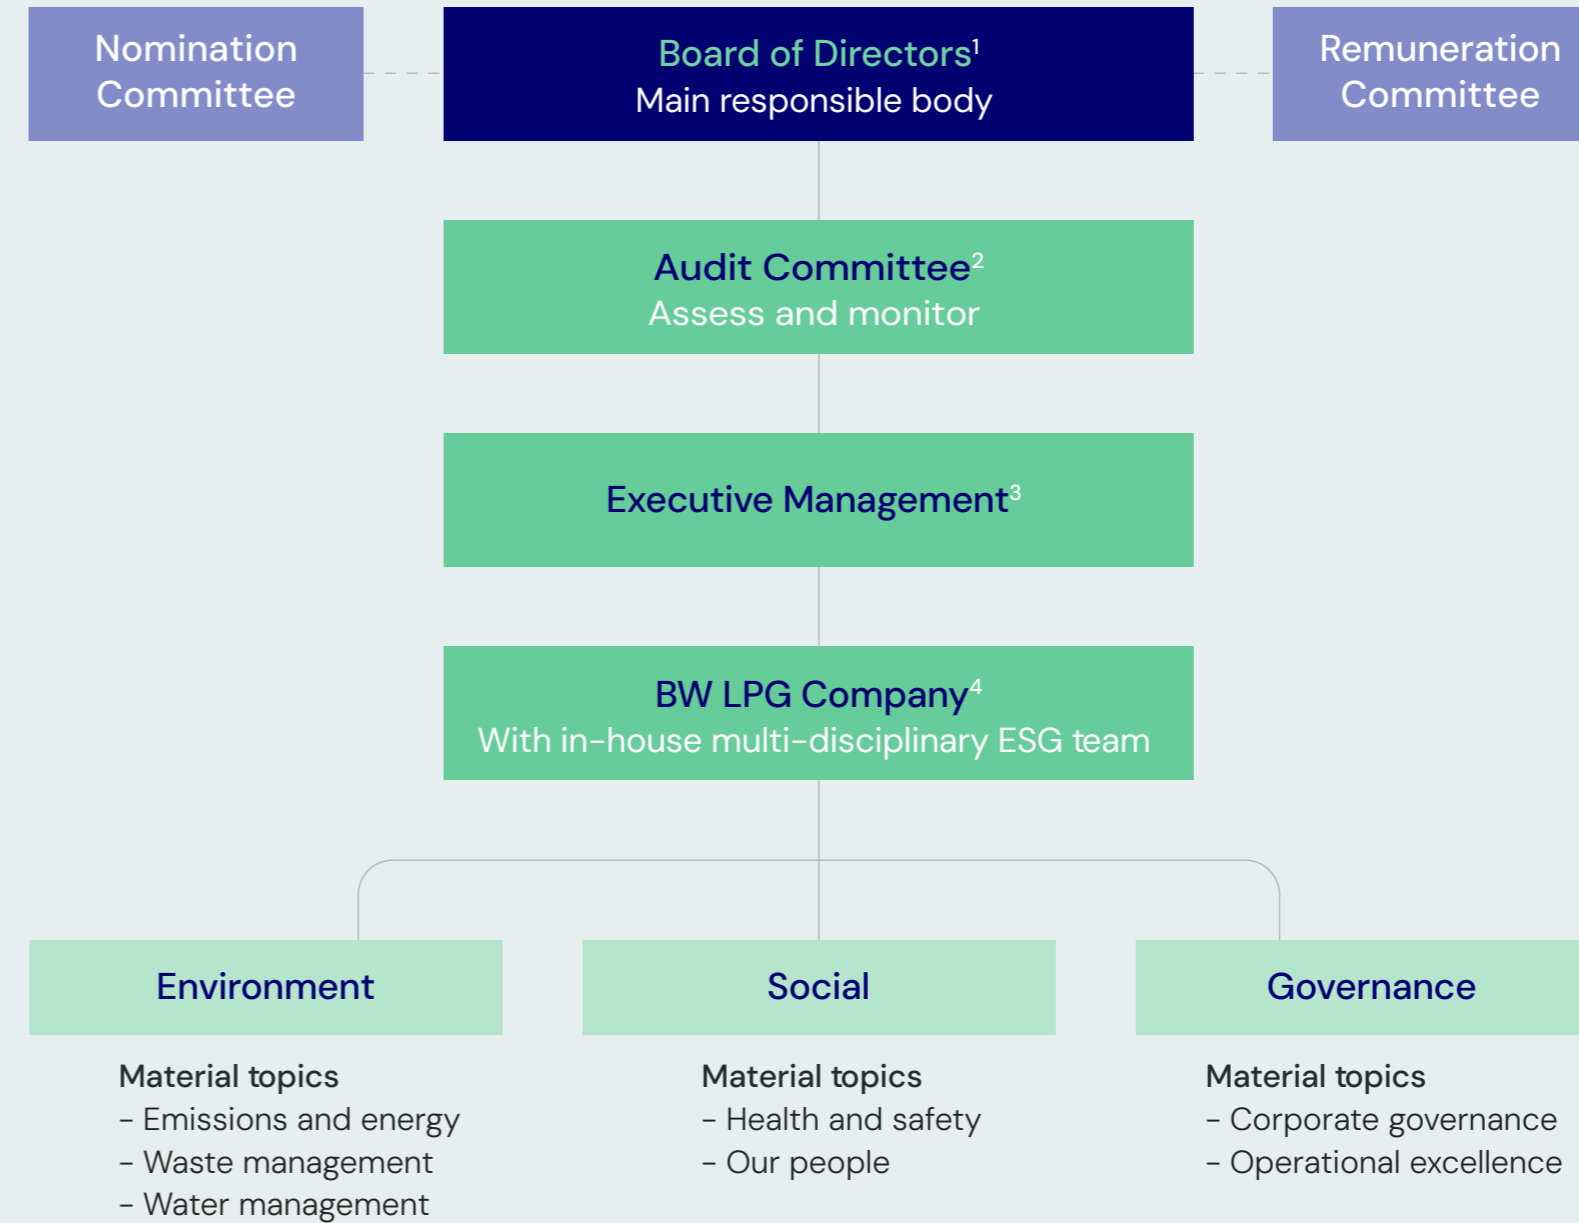 Nomination
Committee
Board of Directors¹
Main responsible body
Remuneration
Committee
Audit Committee²
Assess and monitor
Executive Management³
BW LPG Company⁴
With in-house multi-disciplinary ESG team
Environment
Social
Governance
Material topics
- Emissions and energy
- Waste management
- Water management
Material topics
- Health and safety
- Our people
Material topics
- Corporate governance
- Operational excellence